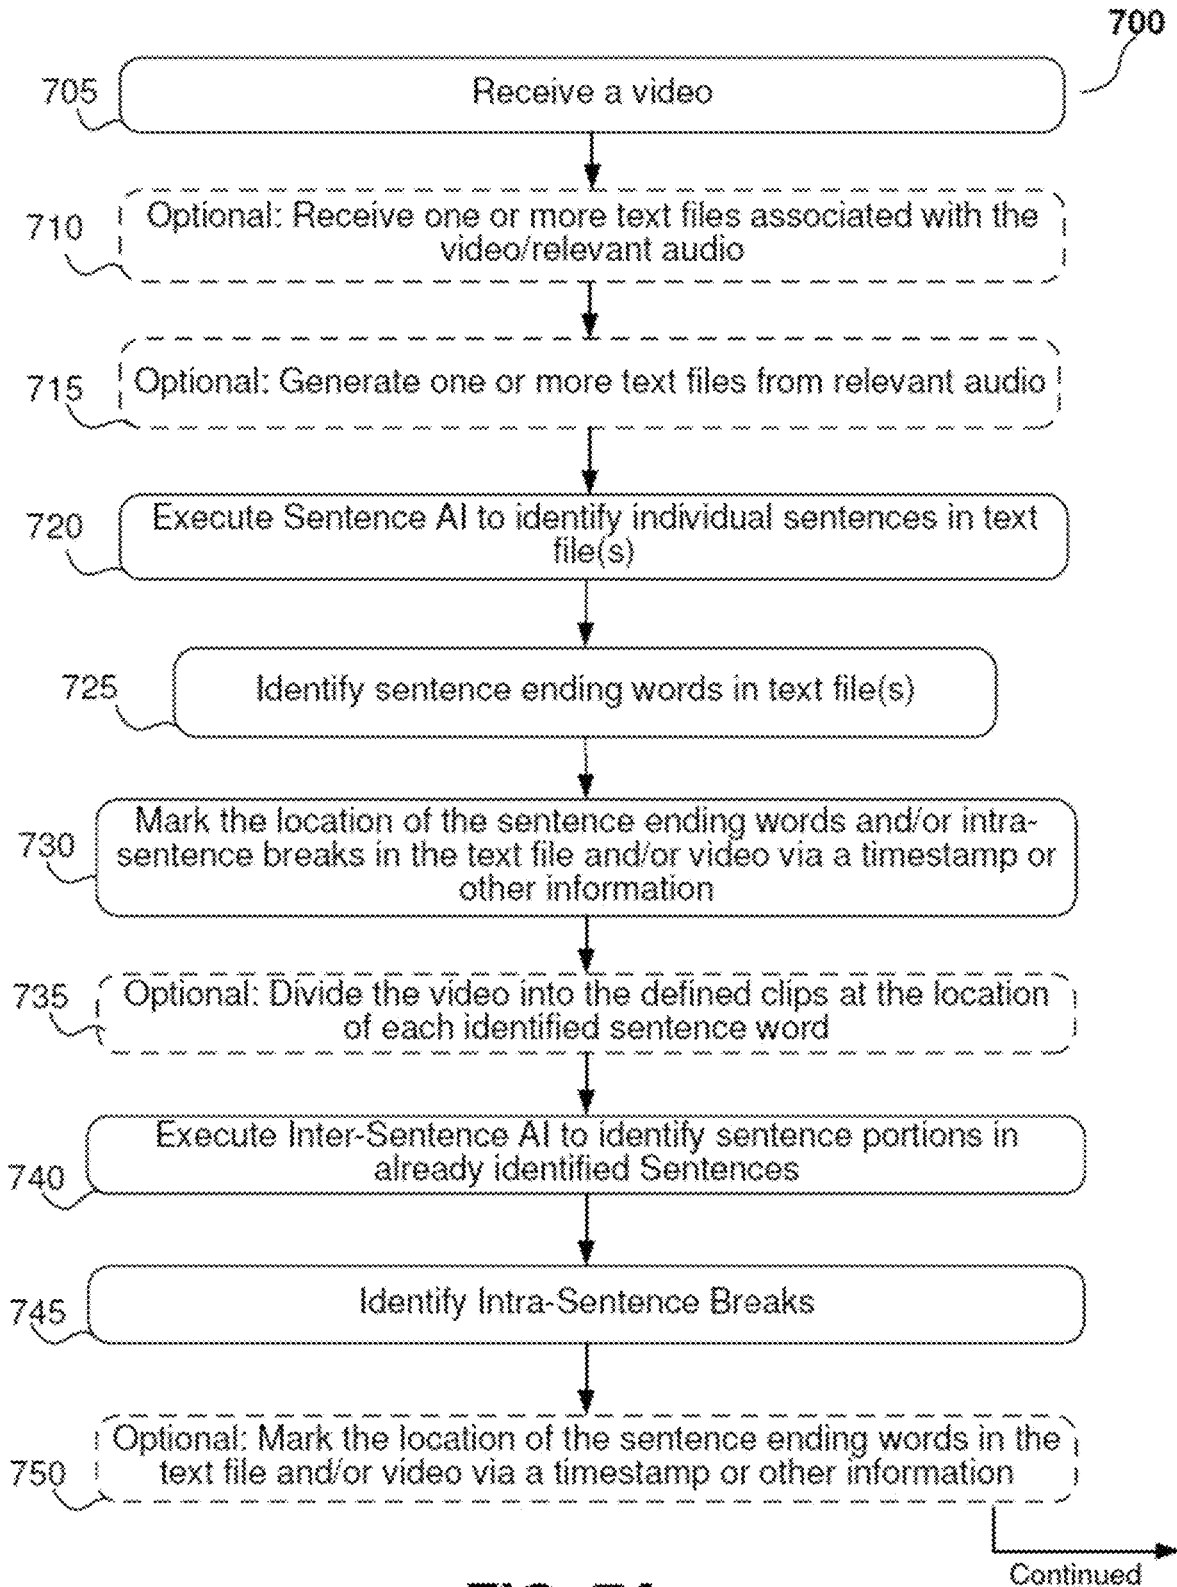 700
705
Receive a video
710
Optional: Receive one or more text files associated with the
video/relevant audio
715
Optional: Generate one or more text files from relevant audio
720
Execute Sentence AI to identify individual sentences in text
file(s)
725
Identify sentence ending words in text file(s)
730
Mark the location of the sentence ending words and/or intra-
sentence breaks in the text file and/or video via a timestamp or
other information
735
Optional: Divide the video into the defined clips at the location
of each identified sentence word
740
Execute Inter-Sentence AI to identify sentence portions in
already identified Sentences
745
Identify Intra-Sentence Breaks
750
Optional: Mark the location of the sentence ending words in the
text file and/or video via a timestamp or other information
Continued